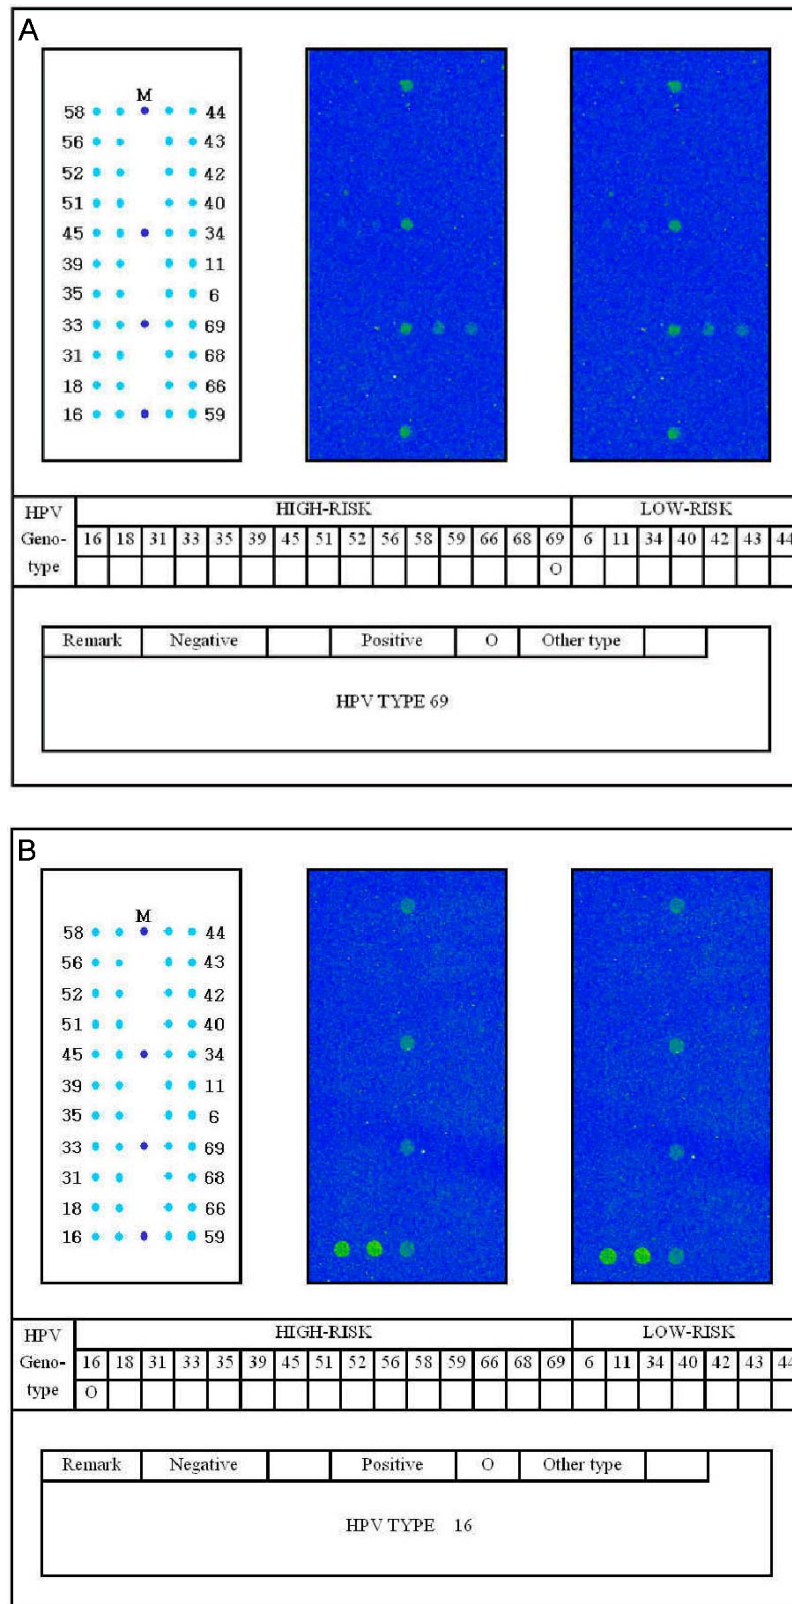 A
M
58 44
56 43
52 42
51 40
45 34
39 11
35 6
33 69
31 68
18 66
16 59
HPV Geno-type HIGH-RISK LOW-RISK
16 18 31 33 35 39 45 51 52 56 58 59 66 68 69 6 11 34 40 42 43 44
O
Remark Negative Positive O Other type
HPV TYPE 69
B
M
58 44
56 43
52 42
51 40
45 34
39 11
35 6
33 69
31 68
18 66
16 59
HPV Geno-type HIGH-RISK LOW-RISK
16 18 31 33 35 39 45 51 52 56 58 59 66 68 69 6 11 34 40 42 43 44
O
Remark Negative Positive O Other type
HPV TYPE 16